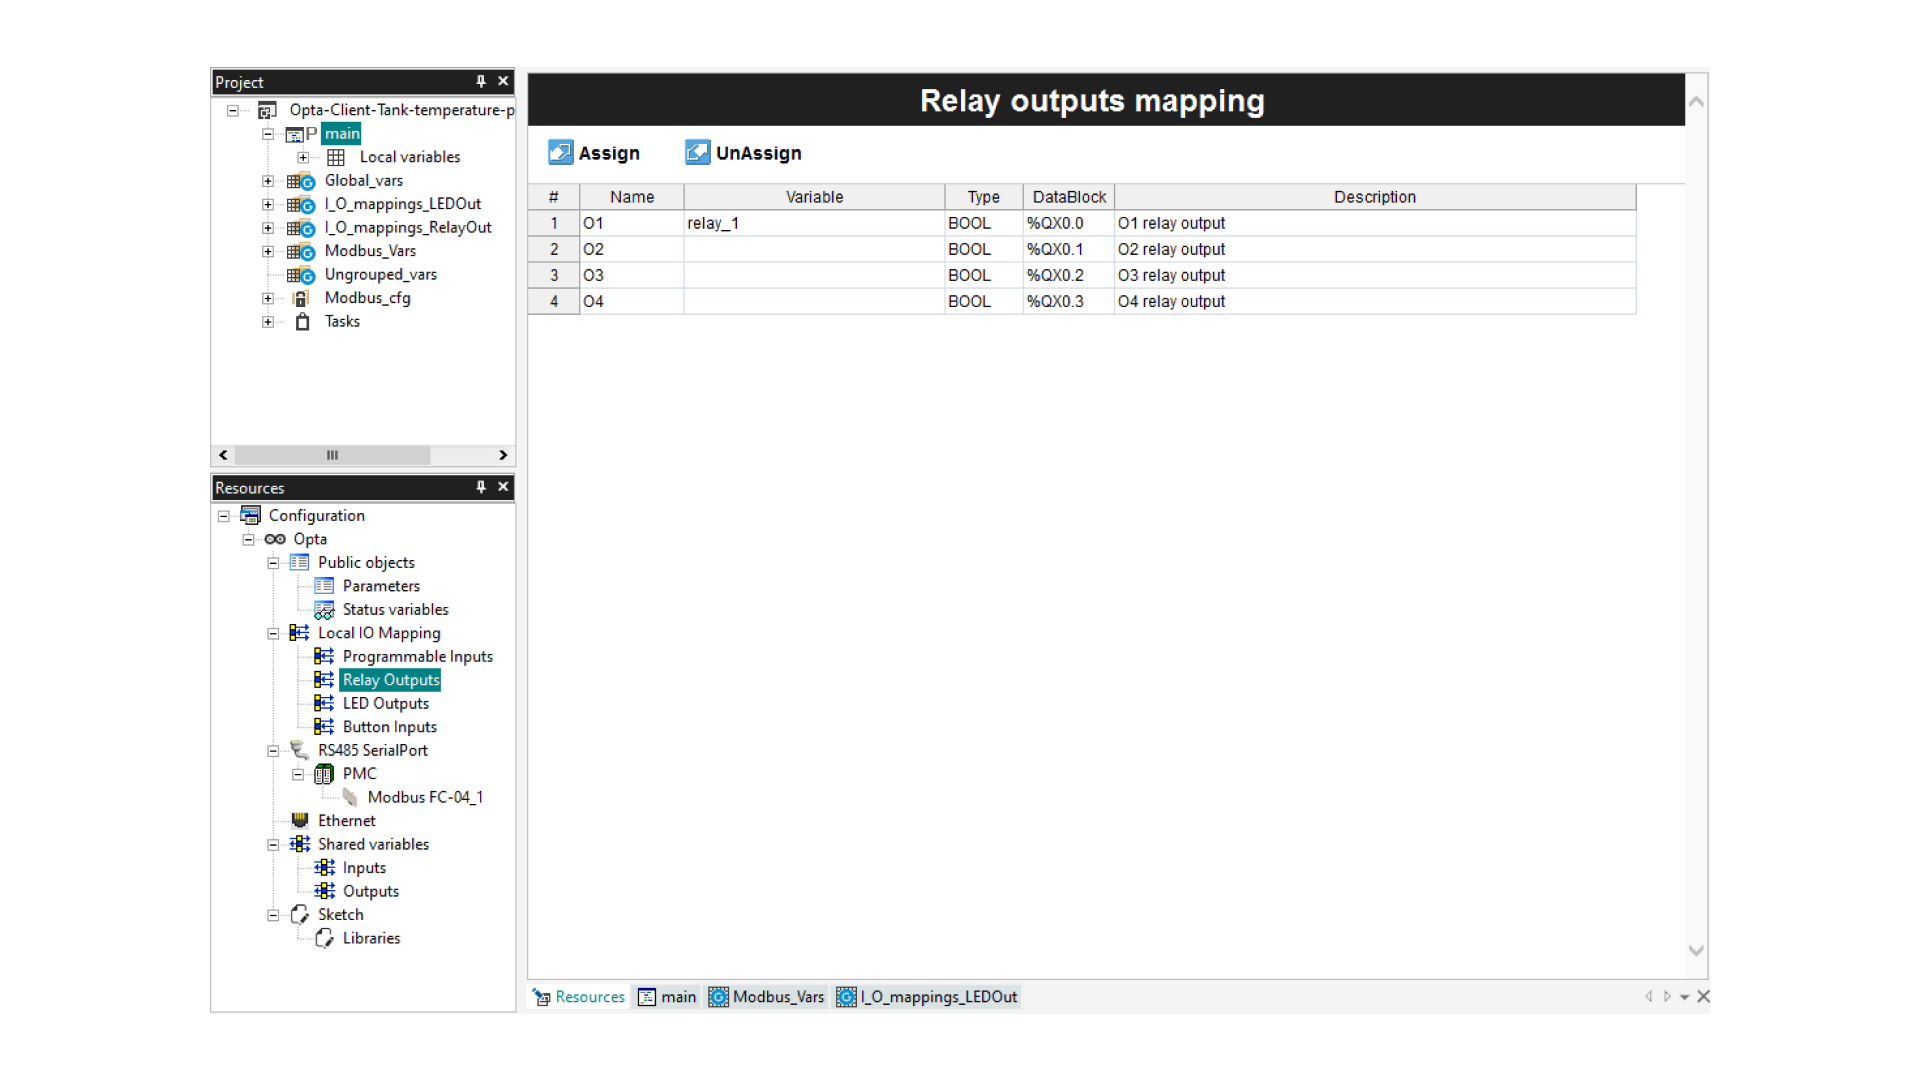 Project
Opta-Client-Tank-temperature-p
P main
Local variables
Global_vars
I_O_mappings_LEDOut
I_O_mappings_RelayOut
Modbus_Vars
Ungrouped_vars
Modbus_cfg
Tasks
Resources
Configuration
Opta
Public objects
Parameters
Status variables
Local IO Mapping
Programmable Inputs
Relay Outputs
LED Outputs
Button Inputs
RS485 SerialPort
PMC
Modbus FC-04_1
Ethernet
Shared variables
Inputs
Outputs
Sketch
Libraries
Relay outputs mapping
Assign UnAssign
# Name Variable Type DataBlock Description
1 O1 relay_1 BOOL %QX0.0 O1 relay output
2 O2 BOOL %QX0.1 O2 relay output
3 O3 BOOL %QX0.2 O3 relay output
4 O4 BOOL %QX0.3 O4 relay output
Resources main Modbus_Vars I_O_mappings_LEDOut